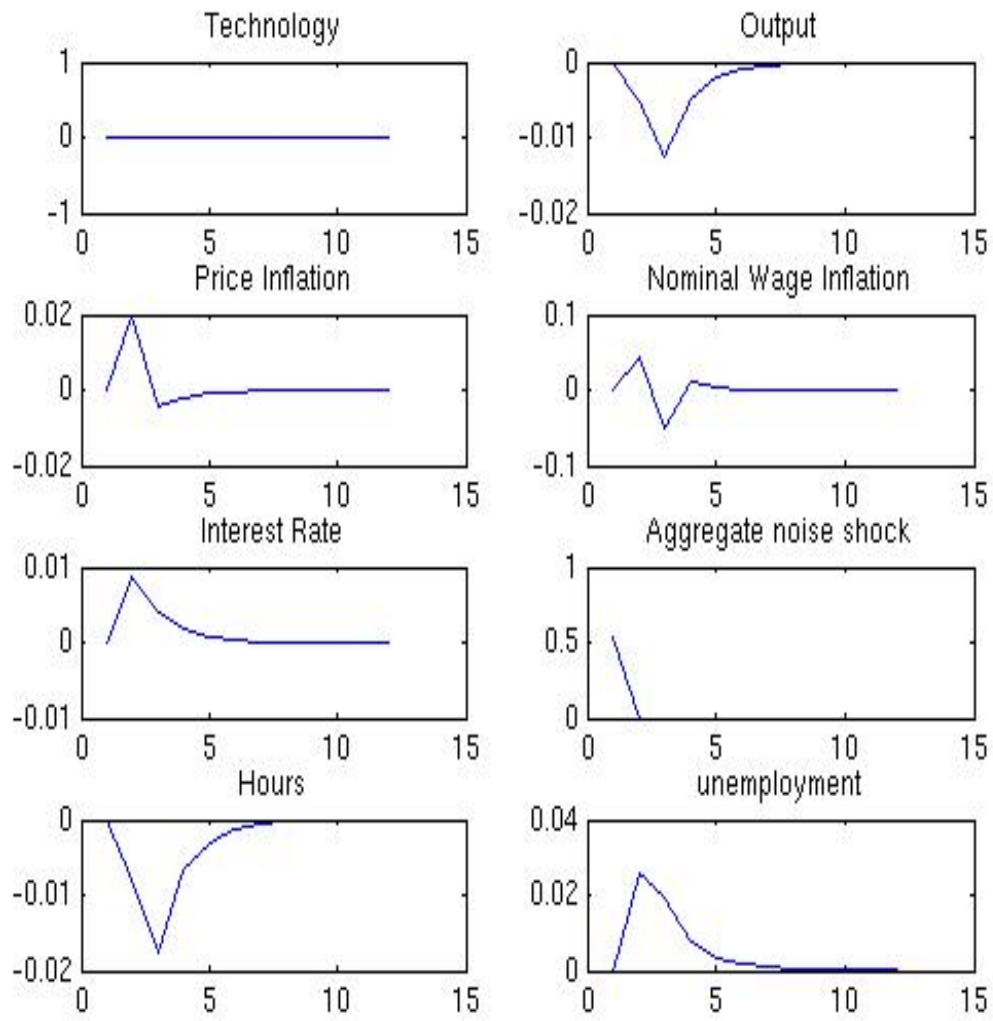 Technology
Output
1
0
-1
0
-0.01
-0.02
0 5 10 15
0 5 10 15
Price Inflation
Nominal Wage Inflation
0.02
0
-0.02
0.1
0
-0.1
0 5 10 15
0 5 10 15
Interest Rate
Aggregate noise shock
0.01
0
-0.01
1
0.5
0
0 5 10 15
0 5 10 15
Hours
unemployment
0
-0.01
-0.02
0.04
0.02
0
0 5 10 15
0 5 10 15